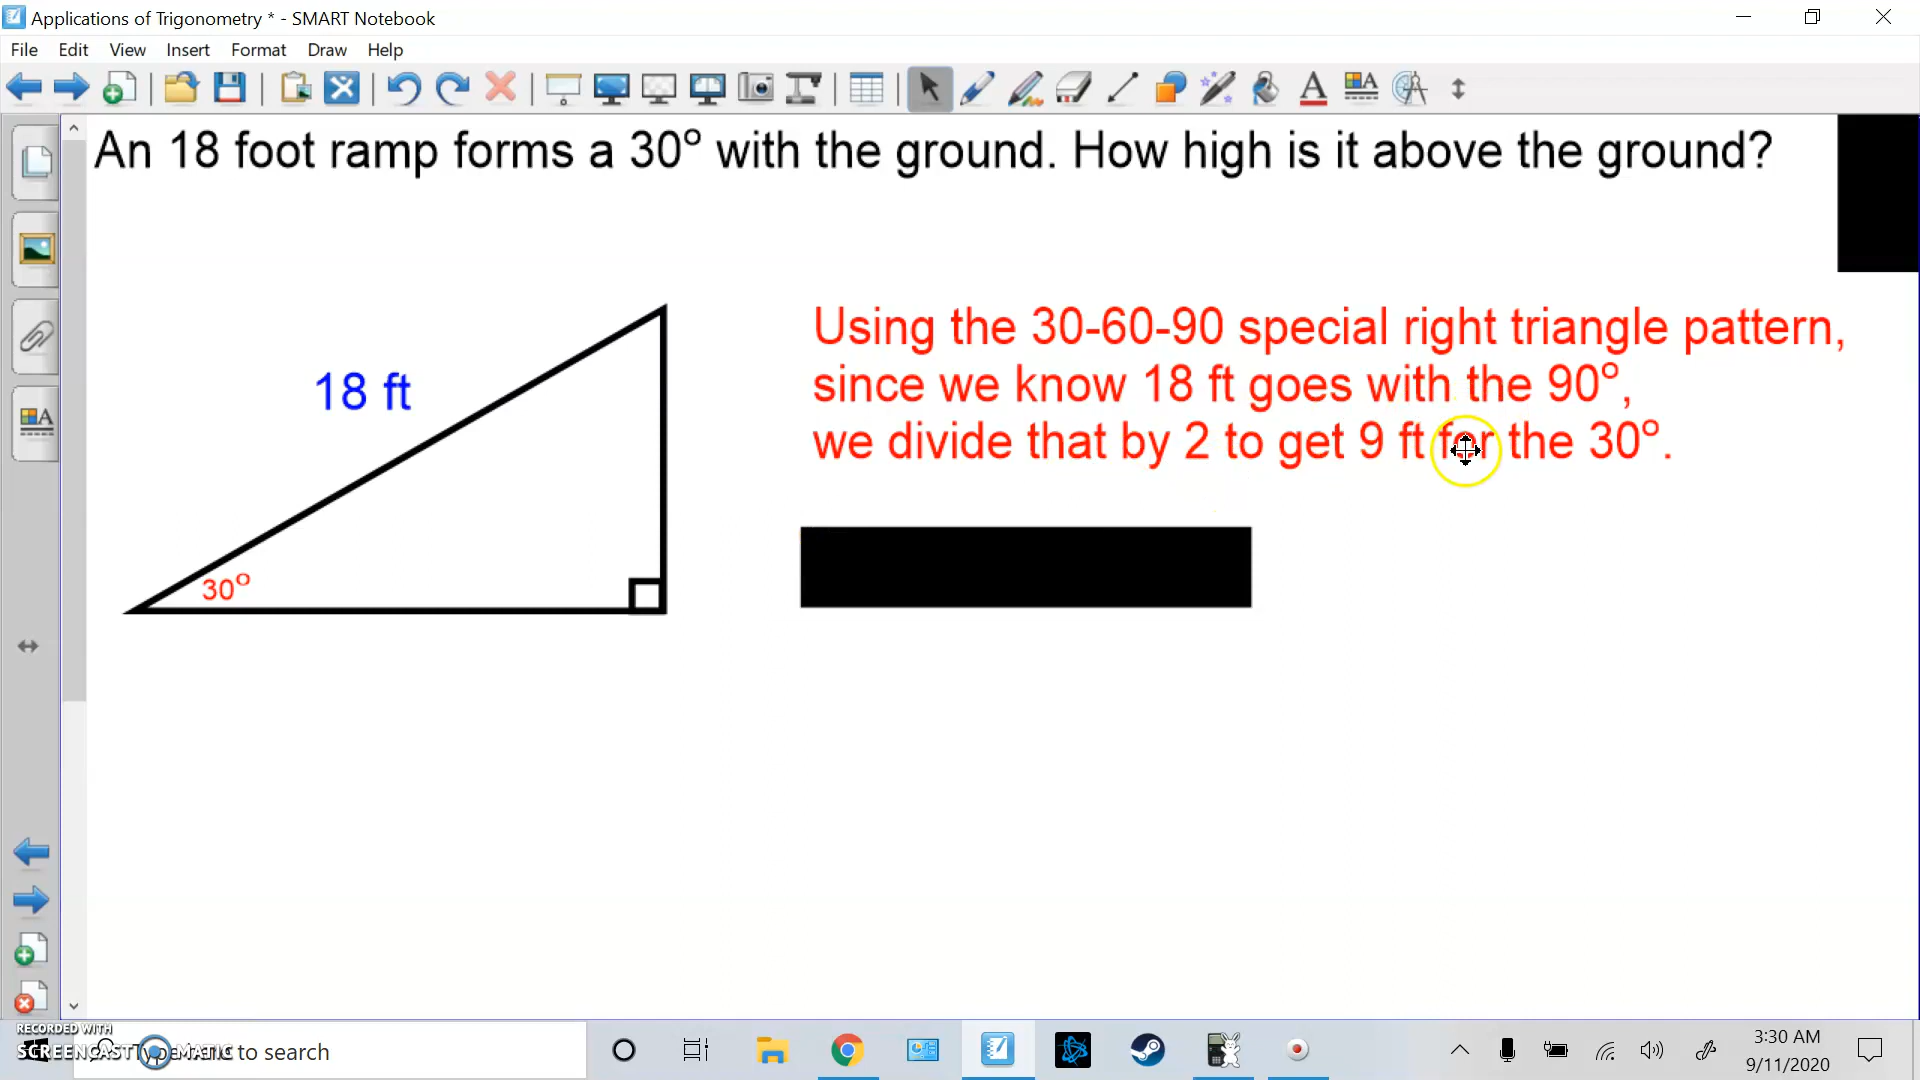 Applications of Trigonometry * - SMART Notebook
File Edit View Insert Format Draw Help
An 18 foot ramp forms a 30° with the ground. How high is it above the ground?
18 ft
30°
Using the 30-60-90 special right triangle pattern,
since we know 18 ft goes with the 90°,
we divide that by 2 to get 9 ft for the 30°.
RECORDED WITH
SCREENCAST MATIC
to search
3:30 AM
9/11/2020